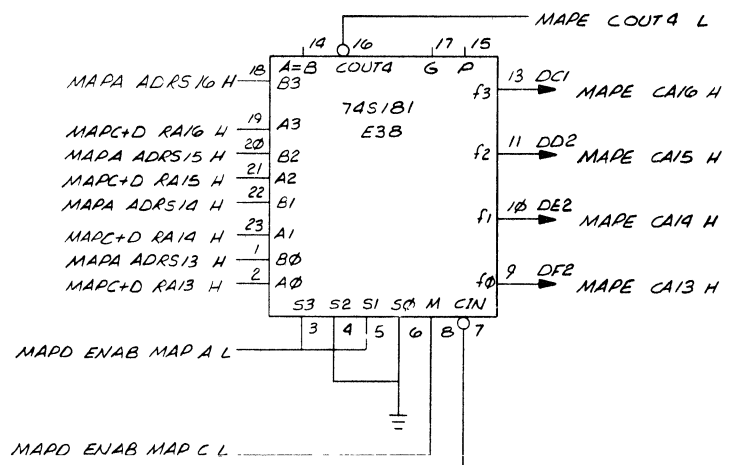 MAPE COUT4 L
14 16 17 15
A=B COUT4 G P
MAPA ADRS16 H 18 B3
74S181
E38
f3 13 DC1 MAPE CA16 H
MAPC+D RA16 H 19 A3
MAPA ADRS15 H 20 B2
f2 11 DD2 MAPE CA15 H
MAPC+D RA15 H 21 A2
MAPA ADRS14 H 22 B1
f1 10 DE2 MAPE CA14 H
MAPC+D RA14 H 23 A1
MAPA ADRS13 H 1 B0
MAPC+D RA13 H 2 A0
f0 9 DF2 MAPE CA13 H
S3 S2 S1 S0 M CIN
3 4 5 6 8 7
MAPD ENAB MAP A L
MAPD ENAB MAP C L